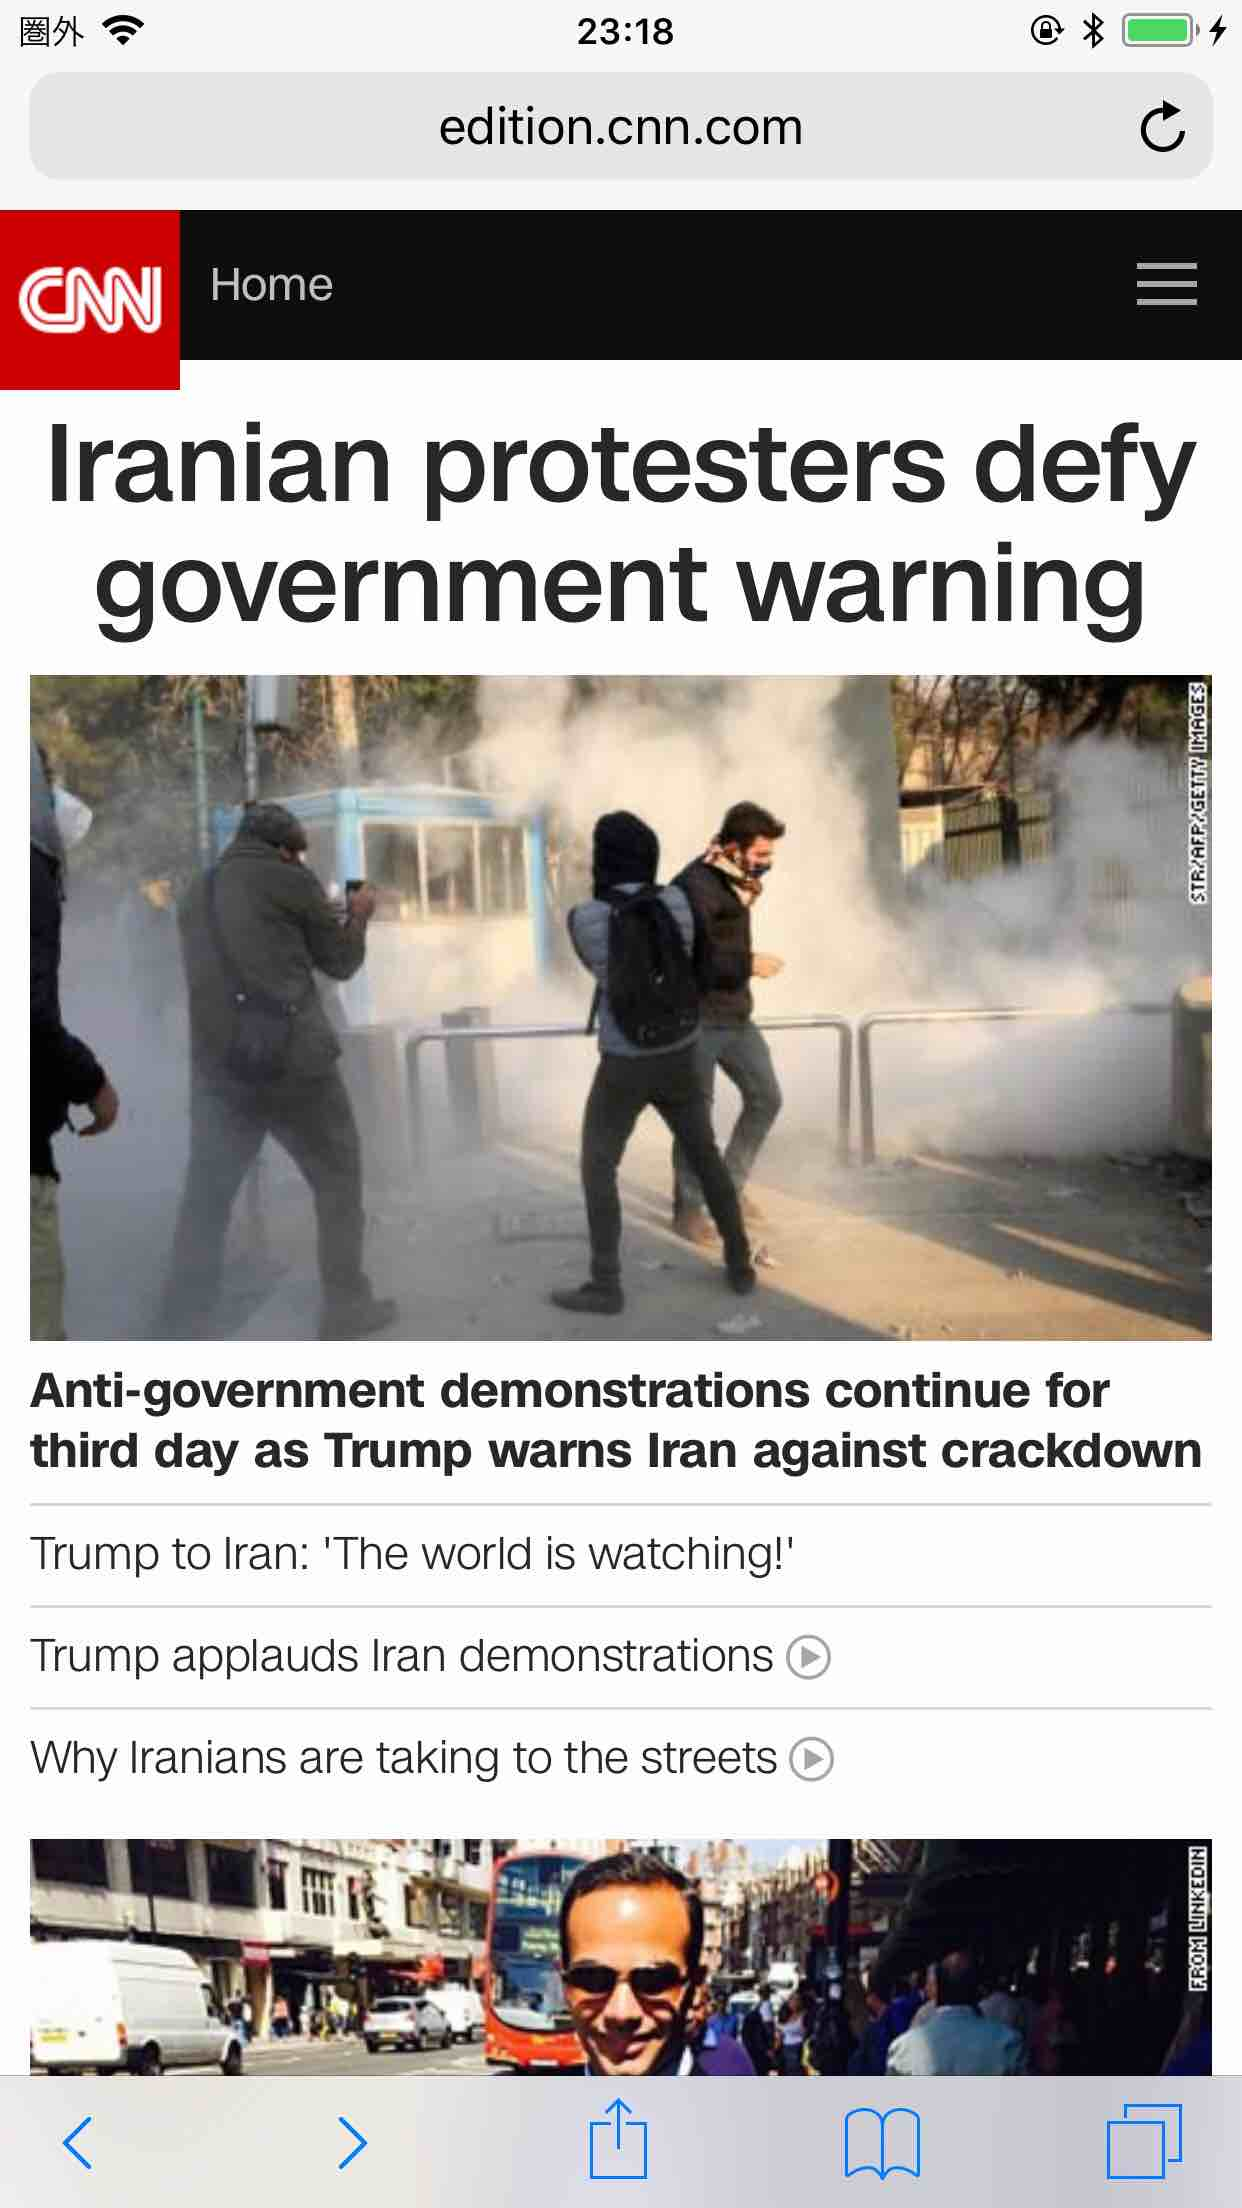 圏外
23:18
edition.cnn.com
CNN
Home
Iranian protesters defy
government warning
STR/AFP/GETTY IMAGES
Anti-government demonstrations continue for
third day as Trump warns Iran against crackdown
Trump to Iran: 'The world is watching!'
Trump applauds Iran demonstrations
Why Iranians are taking to the streets
FROM LINKEDIN